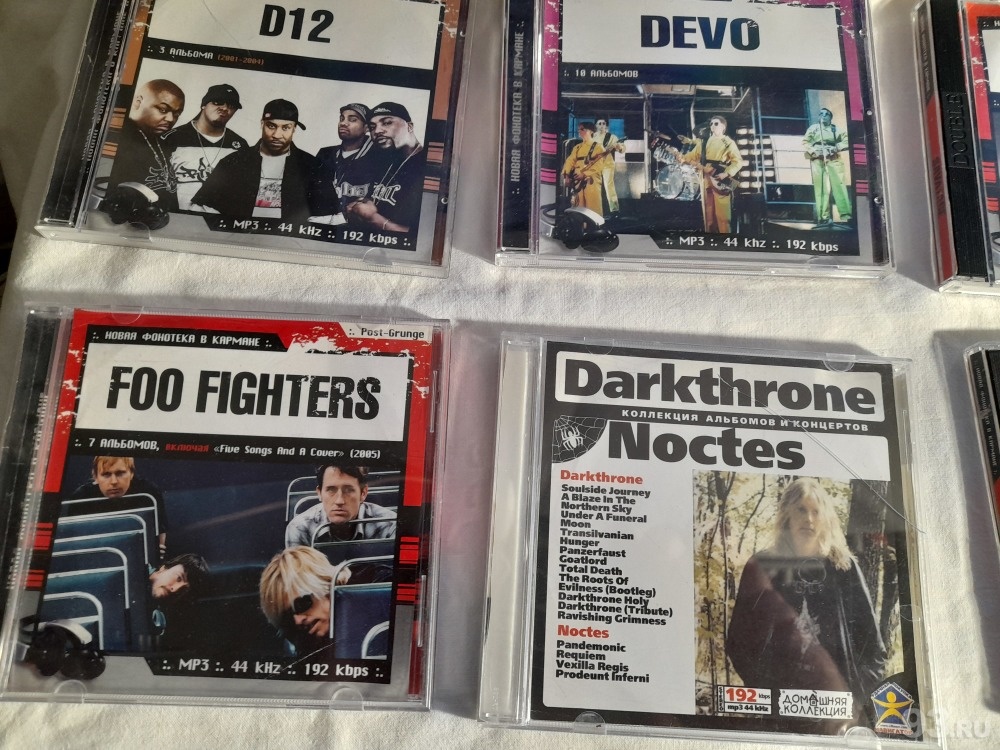 D12
:. 3 АЛЬБОМА (2001-2004)
:. MP3 :. 44 kHz :. 192 kbps :.
DEVO
:. 10 АЛЬБОМОВ
:. НОВАЯ ФОНОТЕКА В КАРМАНЕ :.
:. MP3 :. 44 khz :. 192 kbps
DOUBLE
:. НОВАЯ ФОНОТЕКА В КАРМАНЕ :.
:. Post-Grunge
FOO FIGHTERS
:. 7 АЛЬБОМОВ, включая «Five Songs And A Cover» (2005)
:. MP3 :. 44 kHz :. 192 kbps :.
Darkthrone
КОЛЛЕКЦИЯ АЛЬБОМОВ И КОНЦЕРТОВ
Noctes
Darkthrone
Soulside Journey
A Blaze In The
Northern Sky
Under A Funeral
Moon
Transilvanian
Hunger
Panzerfaust
Goatlord
Total Death
The Roots Of
Evilness (Bootleg)
Darkthrone Holy
Darkthrone (Tribute)
Ravishing Grimness
Noctes
Pandemonic
Requiem
Vexilla Regis
Prodeunt Inferni
192 kbps
mp3 44 kHz
ДОМАШНЯЯ
КОЛЛЕКЦИЯ